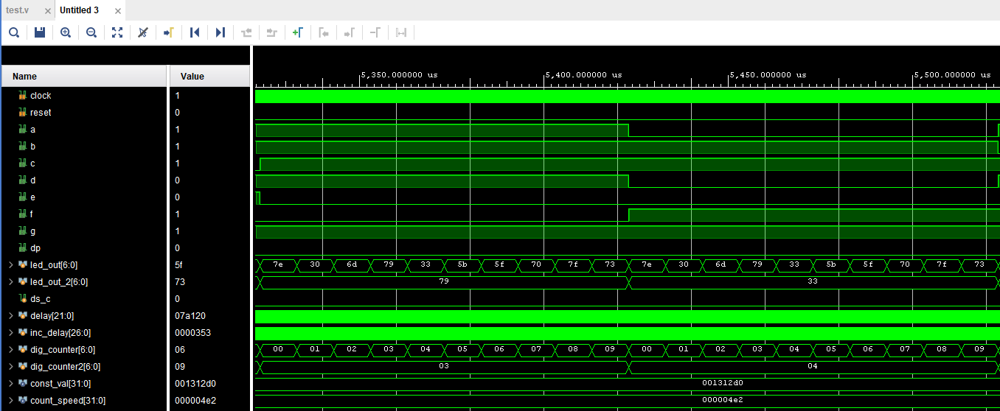 test.v Untitled 3
Name Value
5,350.000000 us 5,400.000000 us 5,450.000000 us 5,500.000000 us
clock 1
reset 0
a 1
b 1
c 1
d 0
e 0
f 1
g 1
dp 0
led_out[6:0] 5f 7e 30 6d 79 33 5b 5f 70 7f 73 7e 30 6d 79 33 5b 5f 70 7f 73
led_out_2[6:0] 73 79 33
ds_c 0
delay[21:0] 07a120
inc_delay[26:0] 0000353
dig_counter[6:0] 06 00 01 02 03 04 05 06 07 08 09 00 01 02 03 04 05 06 07 08 09
dig_counter2[6:0] 09 03 04
const_val[31:0] 001312d0 001312d0
count_speed[31:0] 000004e2 000004e2